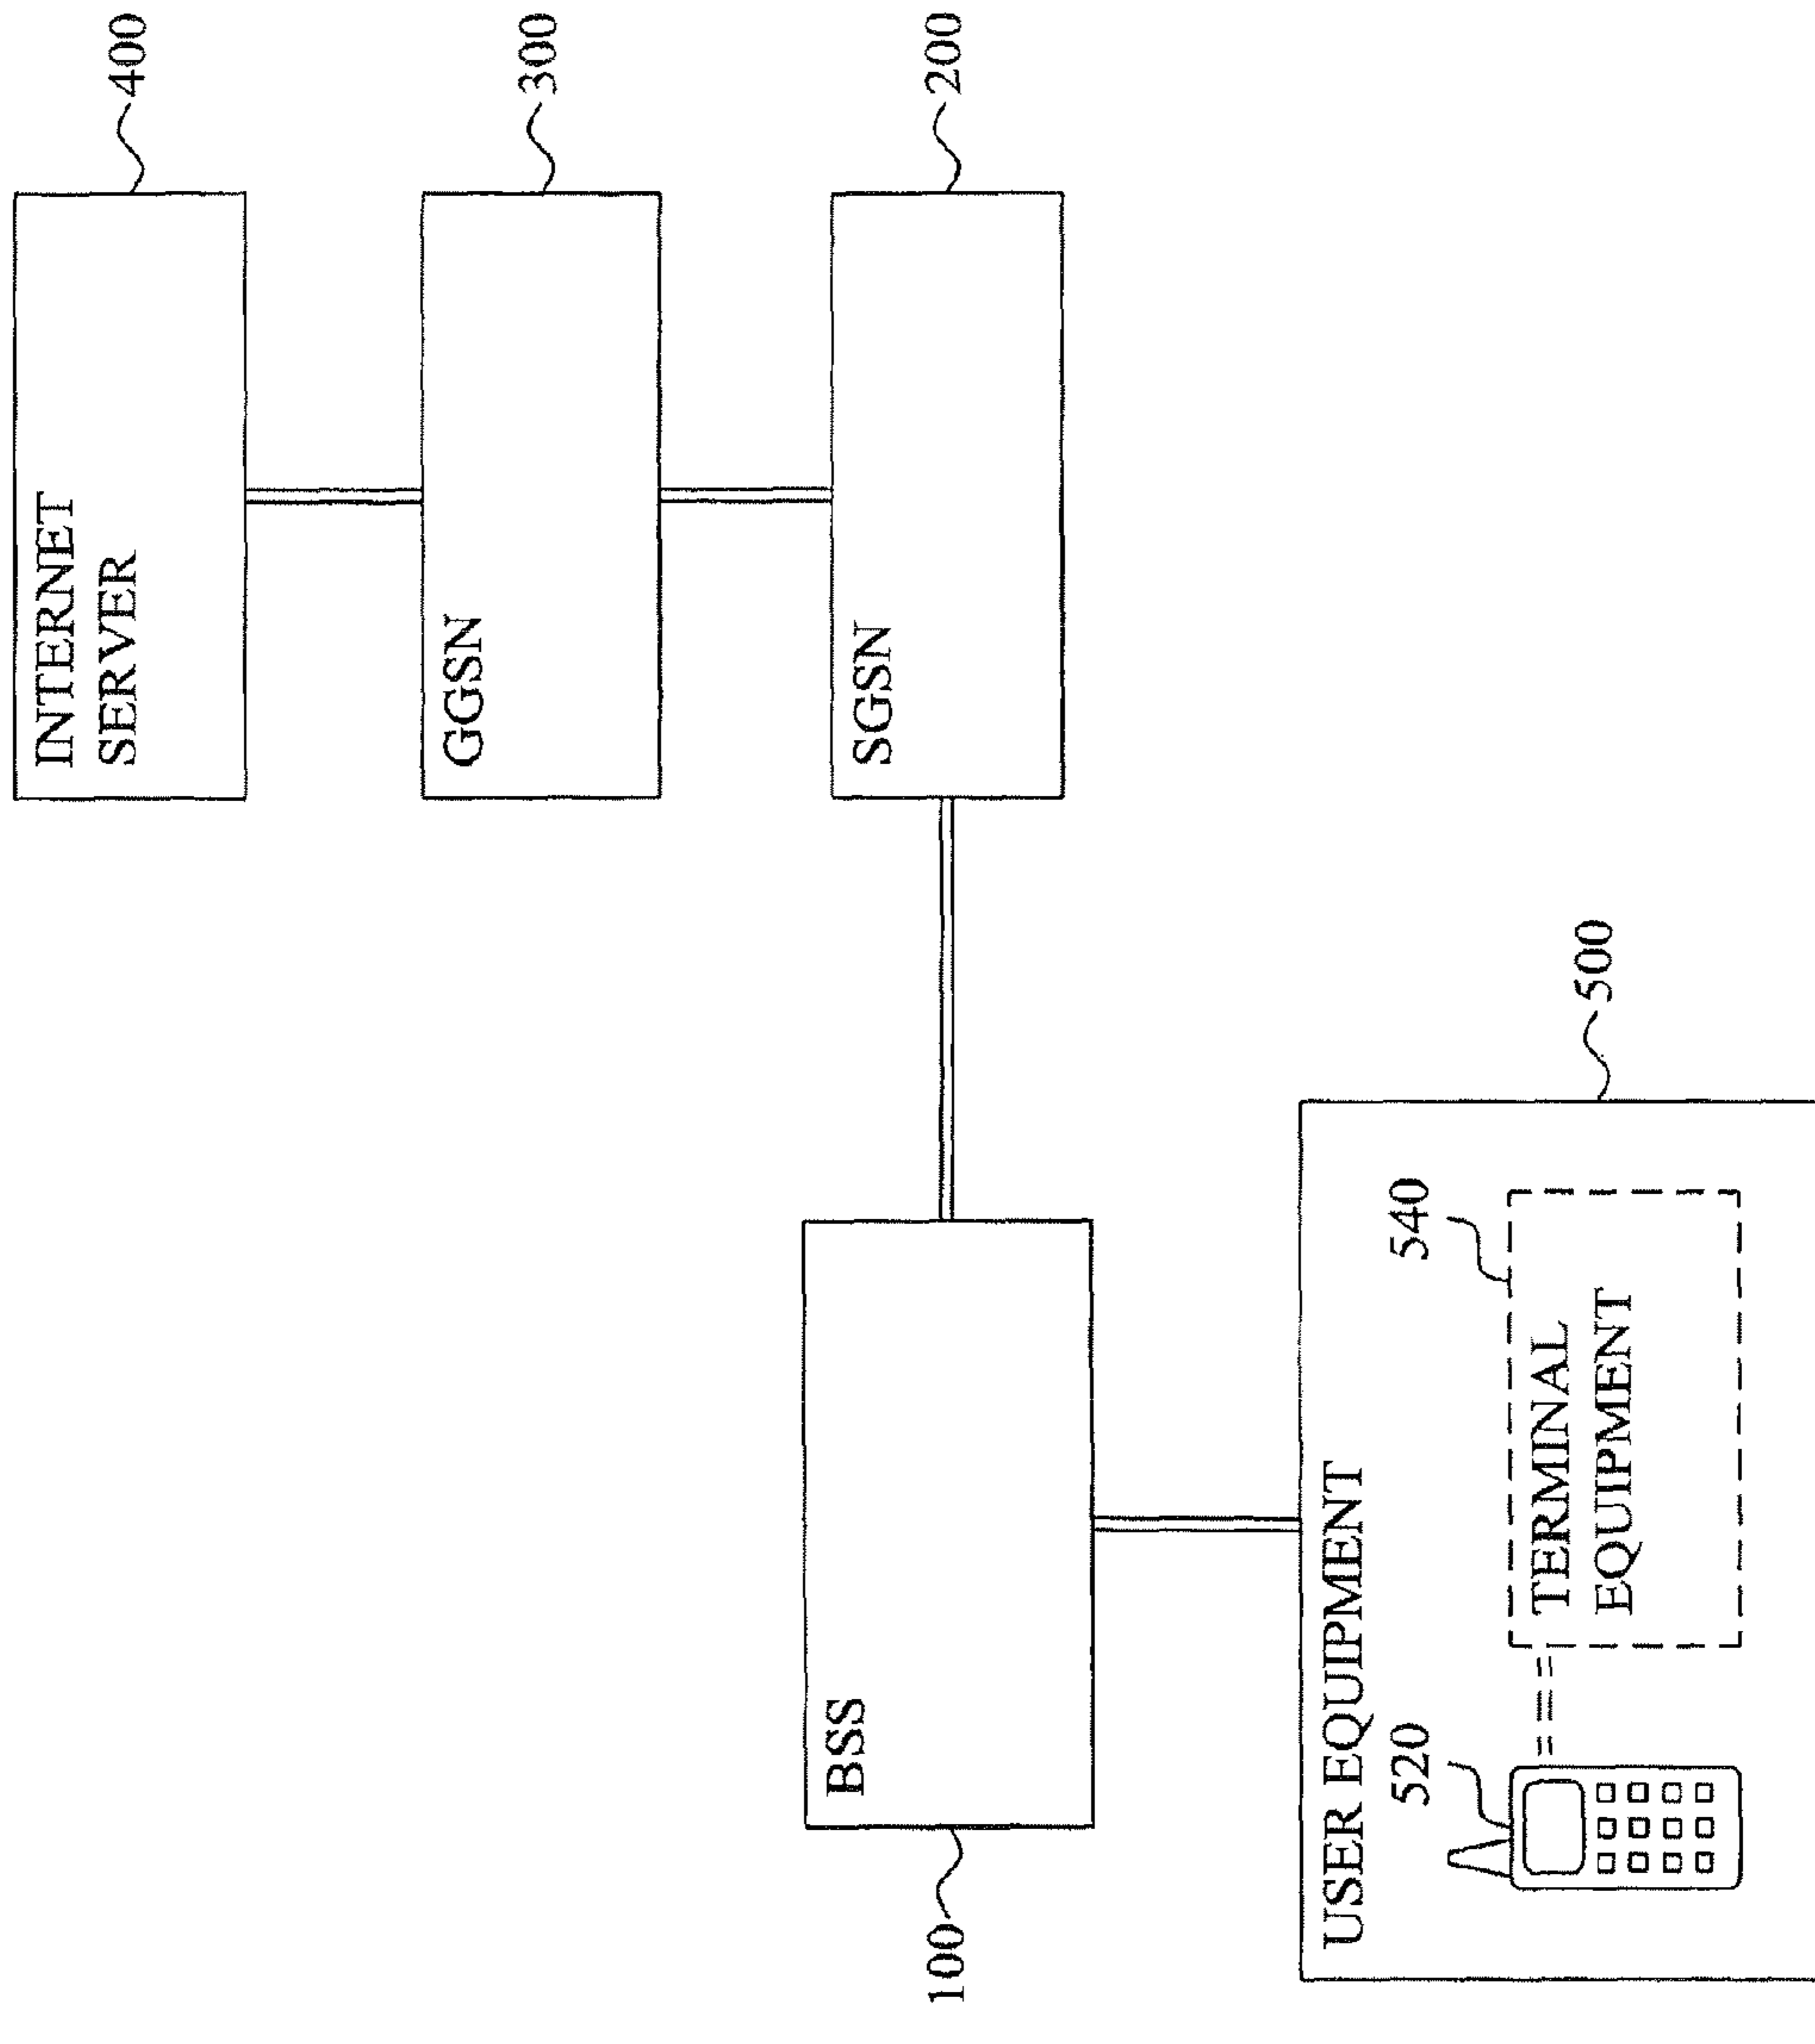 INTERNET
SERVER
400
GGSN
300
SGSN
200
BSS
100
USER EQUIPMENT
500
520
540
TERMINAL
EQUIPMENT